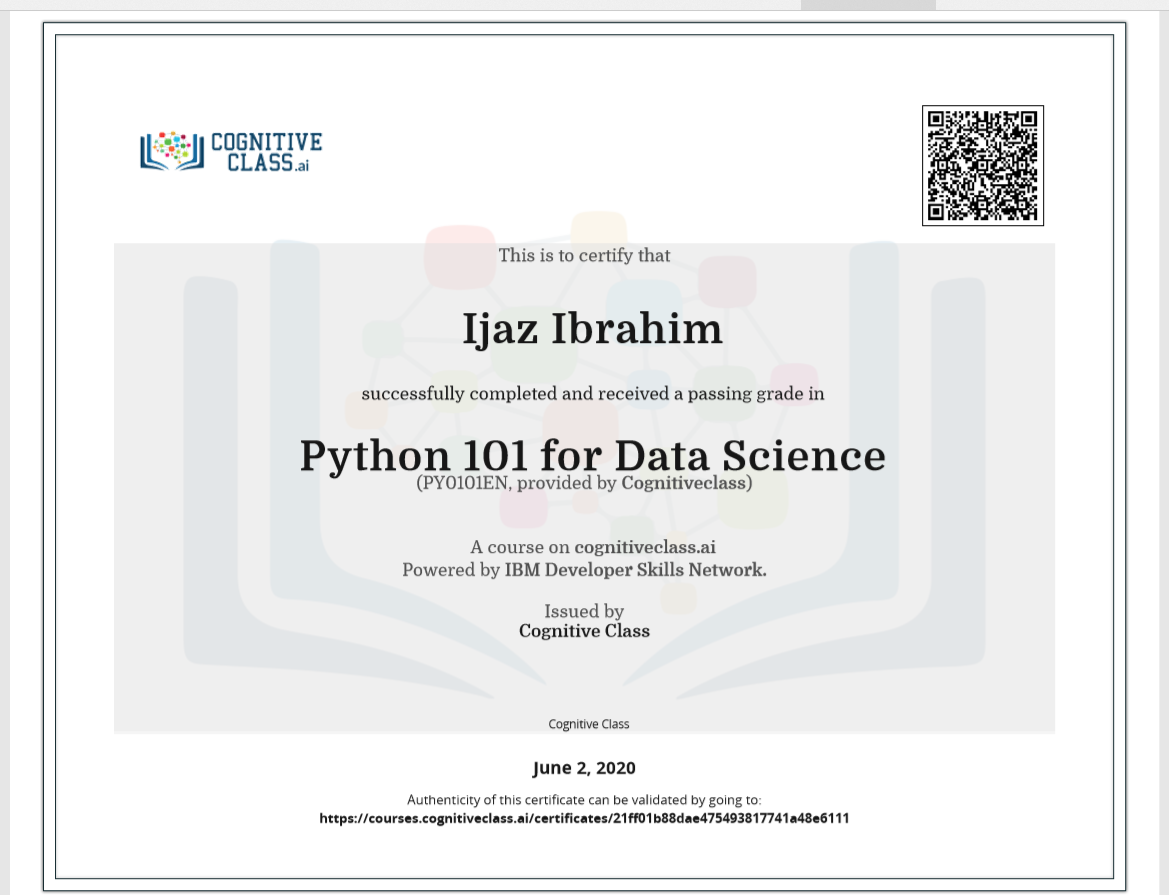 COGNITIVE
CLASS.ai
This is to certify that
Ijaz Ibrahim
successfully completed and received a passing grade in
Python 101 for Data Science
(PY0101EN, provided by Cognitiveclass)
A course on cognitiveclass.ai
Powered by IBM Developer Skills Network.
Issued by
Cognitive Class
Cognitive Class
June 2, 2020
Authenticity of this certificate can be validated by going to:
https://courses.cognitiveclass.ai/certificates/21ff01b88dae475493817741a48e6111